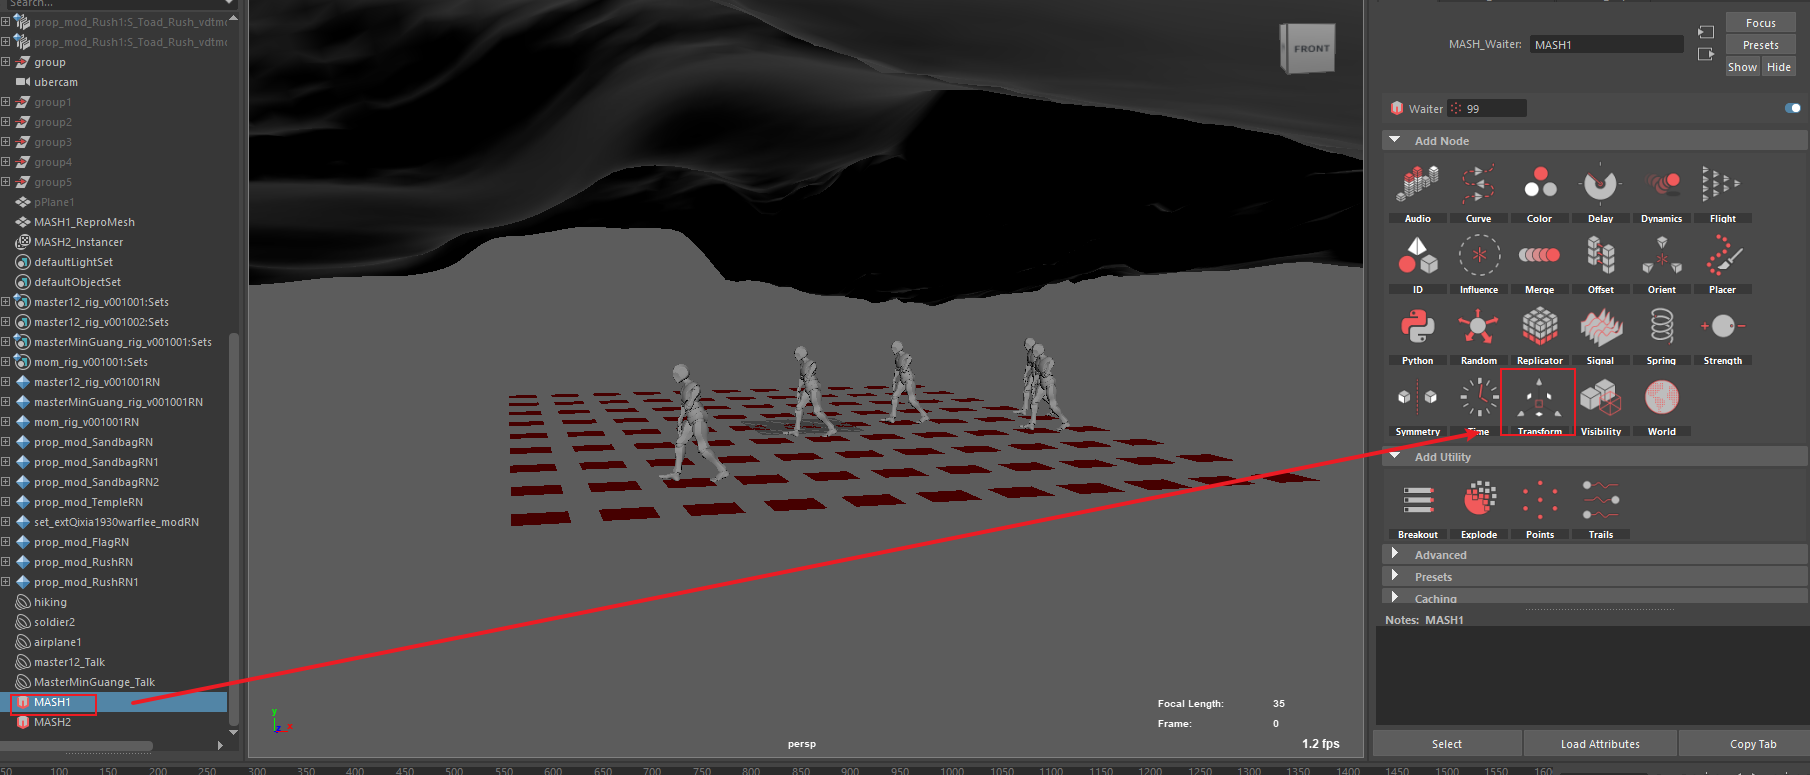 Search...
prop_mod_Rush1:S_Toad_Rush_vdtmc
prop_mod_Rush1:S_Toad_Rush_vdtmc
group
ubercam
group1
group2
group3
group4
group5
pPlane1
MASH1_ReproMesh
MASH2_Instancer
defaultLightSet
defaultObjectSet
master12_rig_v001001:Sets
master12_rig_v001002:Sets
masterMinGuang_rig_v001001:Sets
mom_rig_v001001:Sets
master12_rig_v001001RN
masterMinGuang_rig_v001001RN
mom_rig_v001001RN
prop_mod_SandbagRN
prop_mod_SandbagRN1
prop_mod_SandbagRN2
prop_mod_TempleRN
set_extQixia1930warflee_modRN
prop_mod_FlagRN
prop_mod_RushRN
prop_mod_RushRN1
hiking
soldier2
airplane1
master12_Talk
MasterMinGuange_Talk
MASH1
MASH2
FRONT
y
z x
Focal Length: 35
Frame: 0
persp
1.2 fps
MASH_Waiter: MASH1
Focus
Presets
Show Hide
Waiter 99
Add Node
Audio Curve Color Delay Dynamics Flight
ID Influence Merge Offset Orient Placer
Python Random Replicator Signal Spring Strength
Symmetry Time Transform Visibility World
Add Utility
Breakout Explode Points Trails
Advanced
Presets
Caching
Notes: MASH1
Select Load Attributes Copy Tab
50 100 150 200 250 300 350 400 450 500 550 600 650 700 750 800 850 900 950 1000 1050 1100 1150 1200 1250 1300 1350 1400 1450 1500 1550